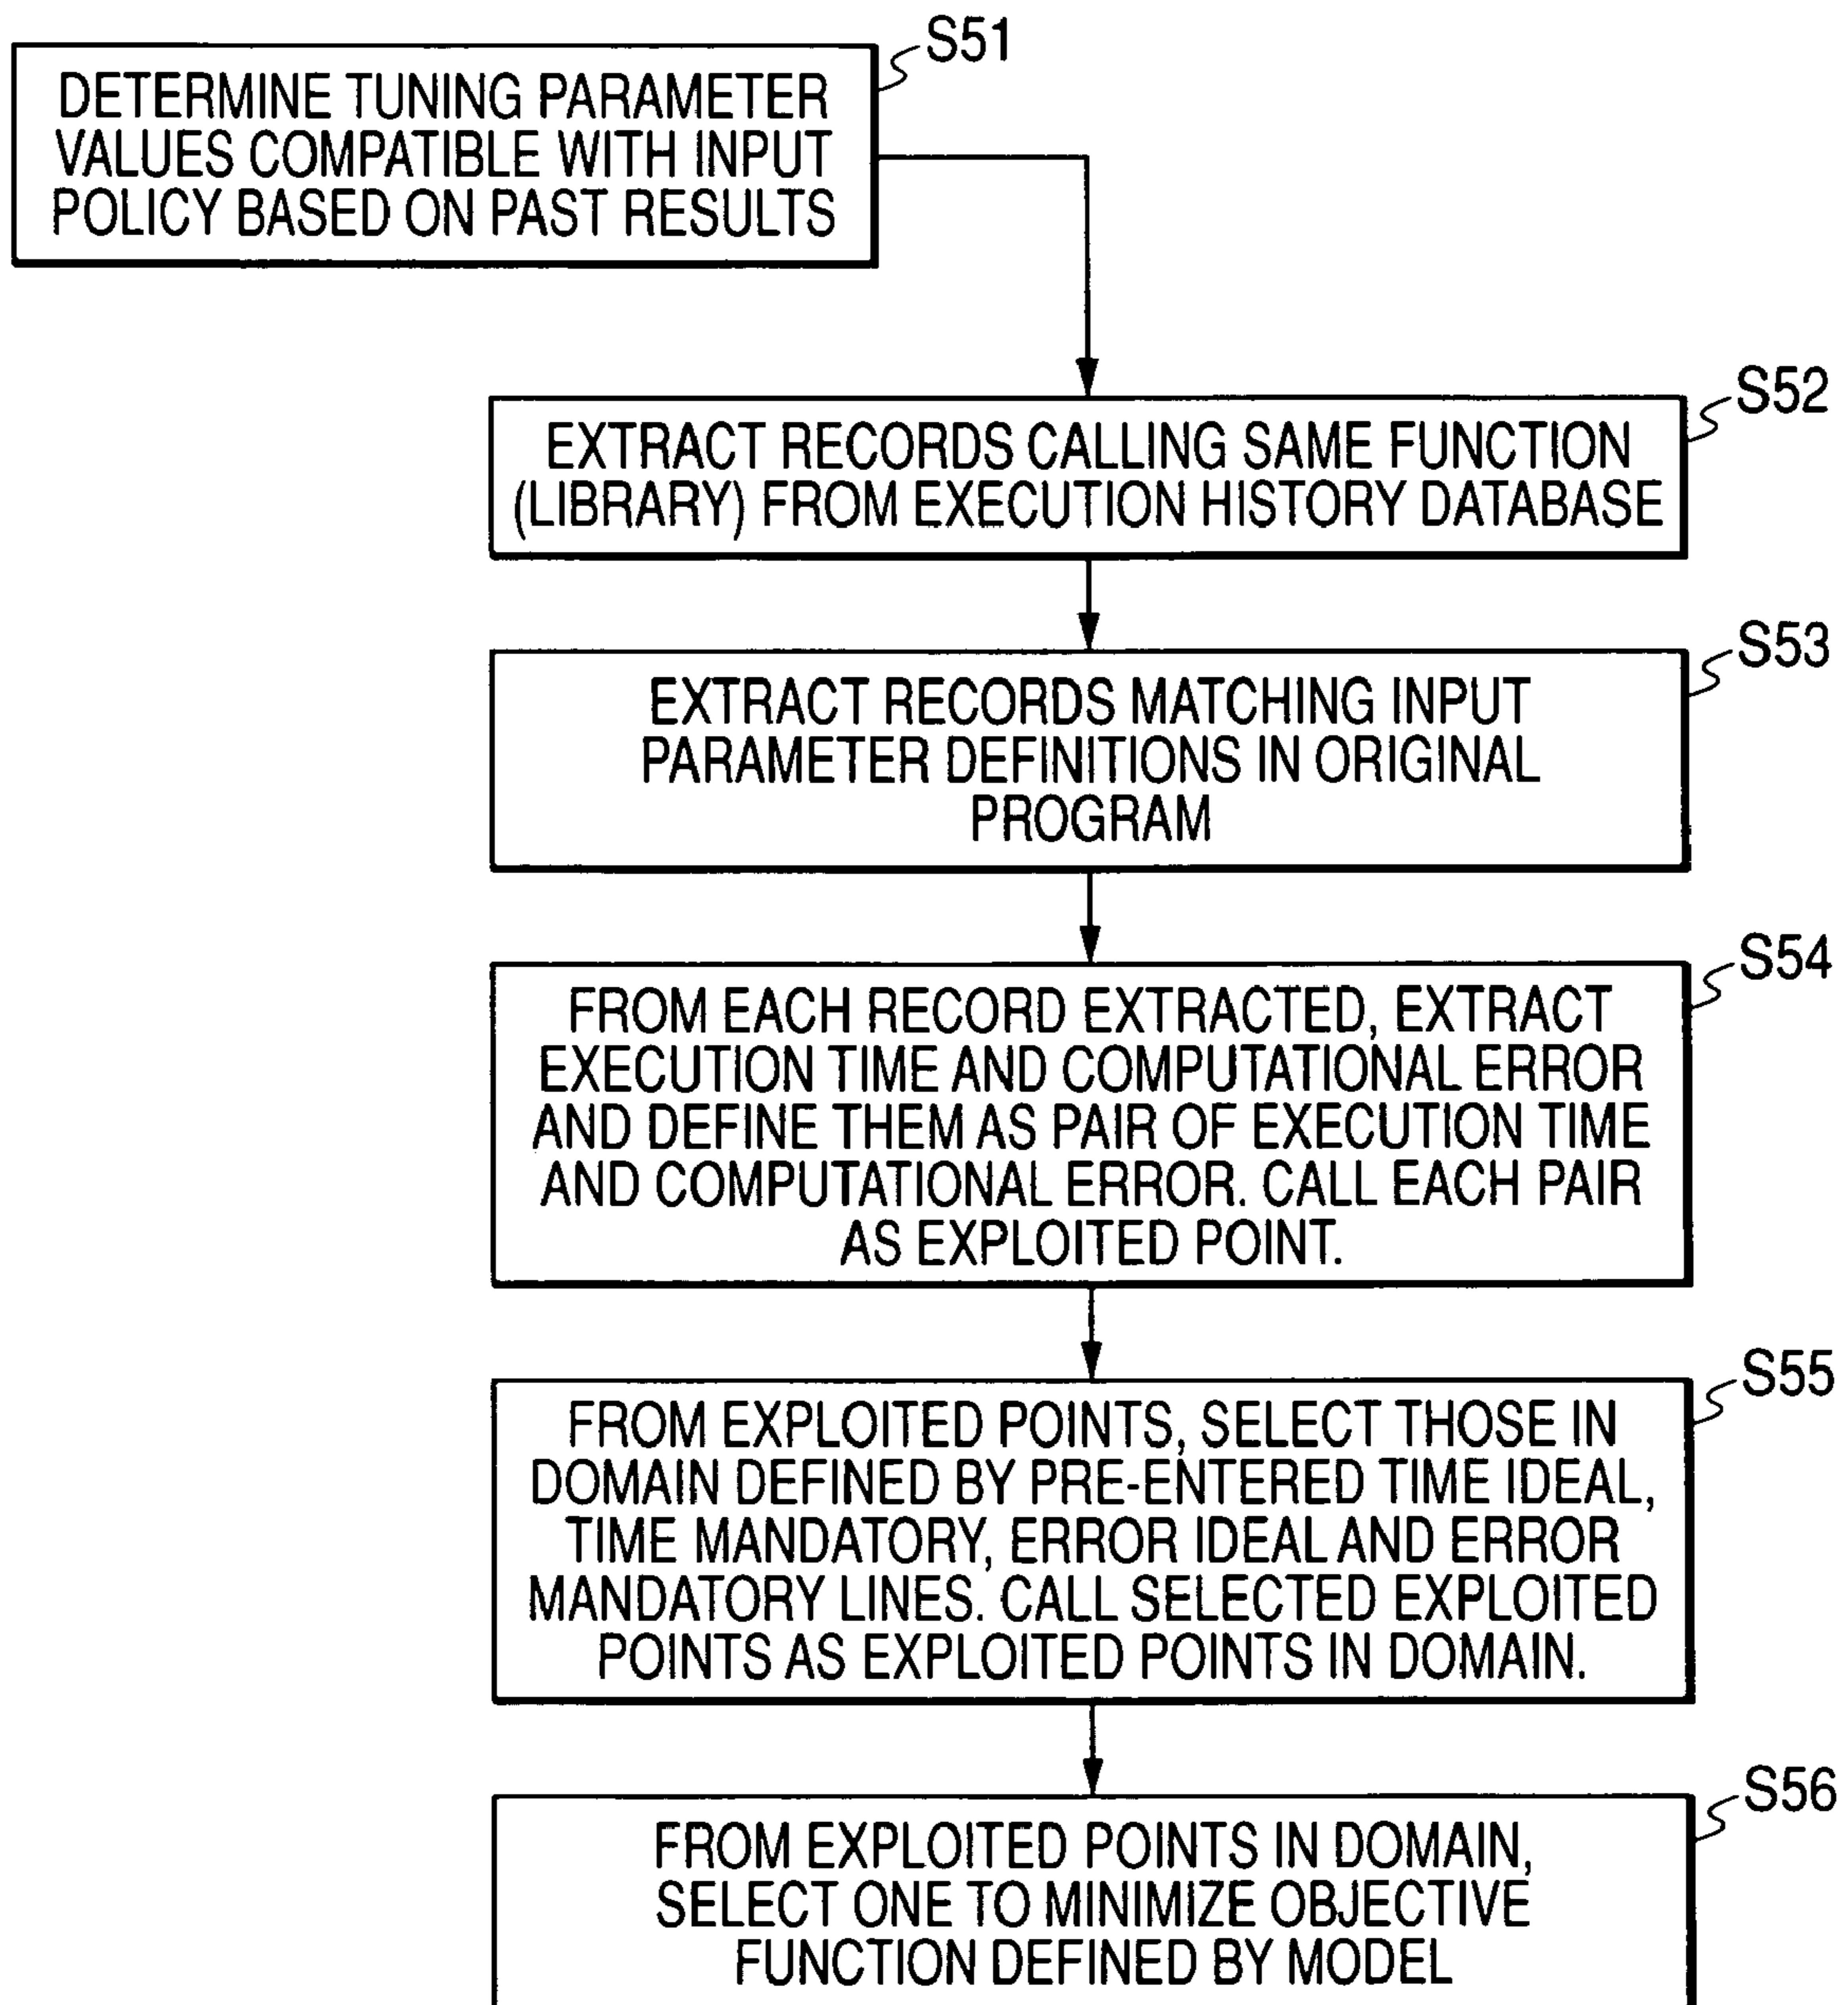 S51
DETERMINE TUNING PARAMETER
VALUES COMPATIBLE WITH INPUT
POLICY BASED ON PAST RESULTS
S52
EXTRACT RECORDS CALLING SAME FUNCTION
(LIBRARY) FROM EXECUTION HISTORY DATABASE
S53
EXTRACT RECORDS MATCHING INPUT
PARAMETER DEFINITIONS IN ORIGINAL
PROGRAM
S54
FROM EACH RECORD EXTRACTED, EXTRACT
EXECUTION TIME AND COMPUTATIONAL ERROR
AND DEFINE THEM AS PAIR OF EXECUTION TIME
AND COMPUTATIONAL ERROR. CALL EACH PAIR
AS EXPLOITED POINT.
S55
FROM EXPLOITED POINTS, SELECT THOSE IN
DOMAIN DEFINED BY PRE-ENTERED TIME IDEAL,
TIME MANDATORY, ERROR IDEAL AND ERROR
MANDATORY LINES. CALL SELECTED EXPLOITED
POINTS AS EXPLOITED POINTS IN DOMAIN.
S56
FROM EXPLOITED POINTS IN DOMAIN,
SELECT ONE TO MINIMIZE OBJECTIVE
FUNCTION DEFINED BY MODEL